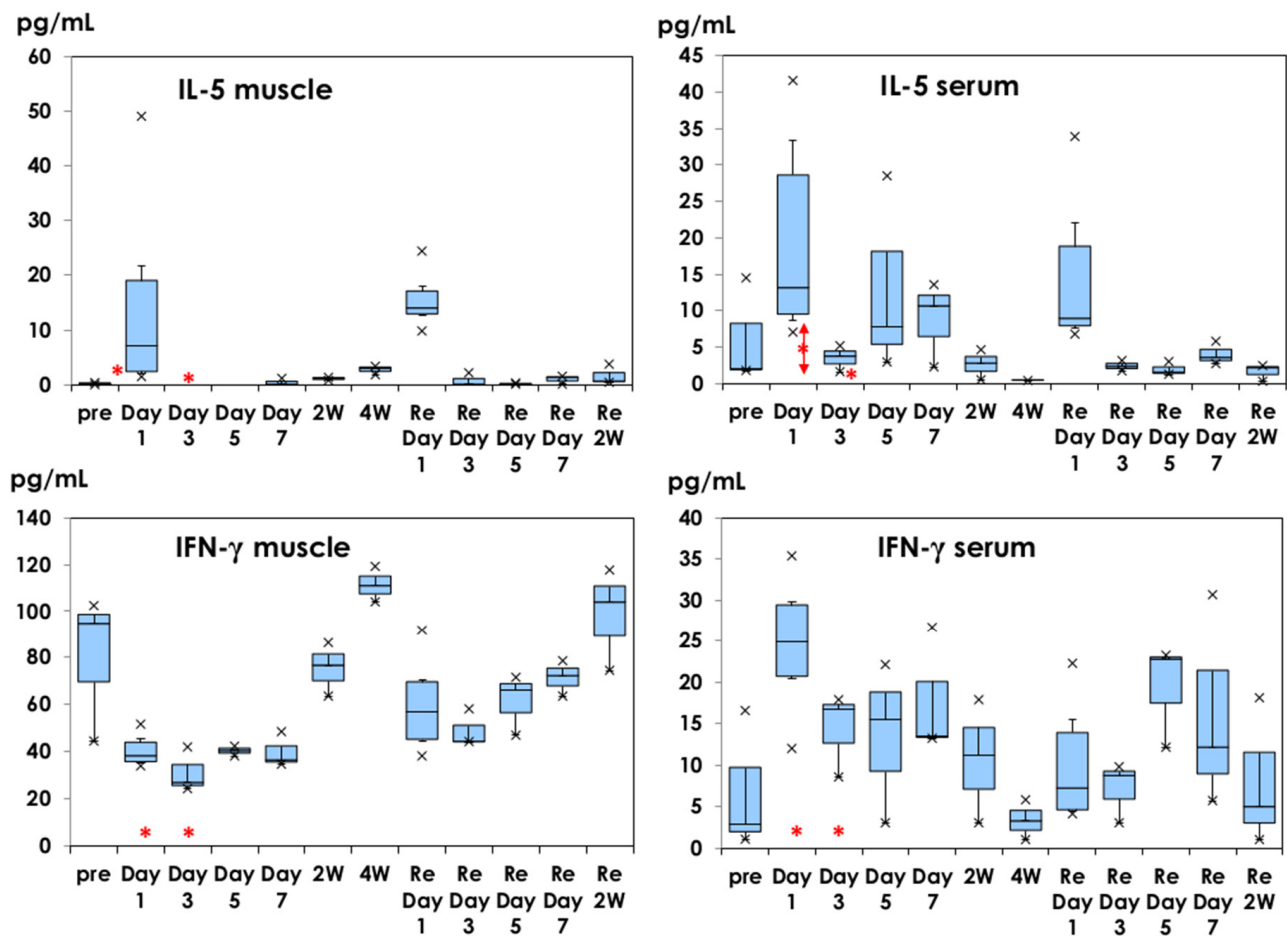 pg/mL
IL-5 muscle
60
50
40
30
20
10
0
pre Day Day Day Day 2W 4W Re Re Re Re Re
1 3 5 7 Day Day Day Day 2W
1 3 5 7
pg/mL
IL-5 serum
45
40
35
30
25
20
15
10
5
0
pre Day Day Day Day 2W 4W Re Re Re Re Re
1 3 5 7 Day Day Day Day 2W
1 3 5 7
pg/mL
IFN-γ muscle
140
120
100
80
60
40
20
0
pre Day Day Day Day 2W 4W Re Re Re Re Re
1 3 5 7 Day Day Day Day 2W
1 3 5 7
pg/mL
IFN-γ serum
40
35
30
25
20
15
10
5
0
pre Day Day Day Day 2W 4W Re Re Re Re Re
1 3 5 7 Day Day Day Day 2W
1 3 5 7